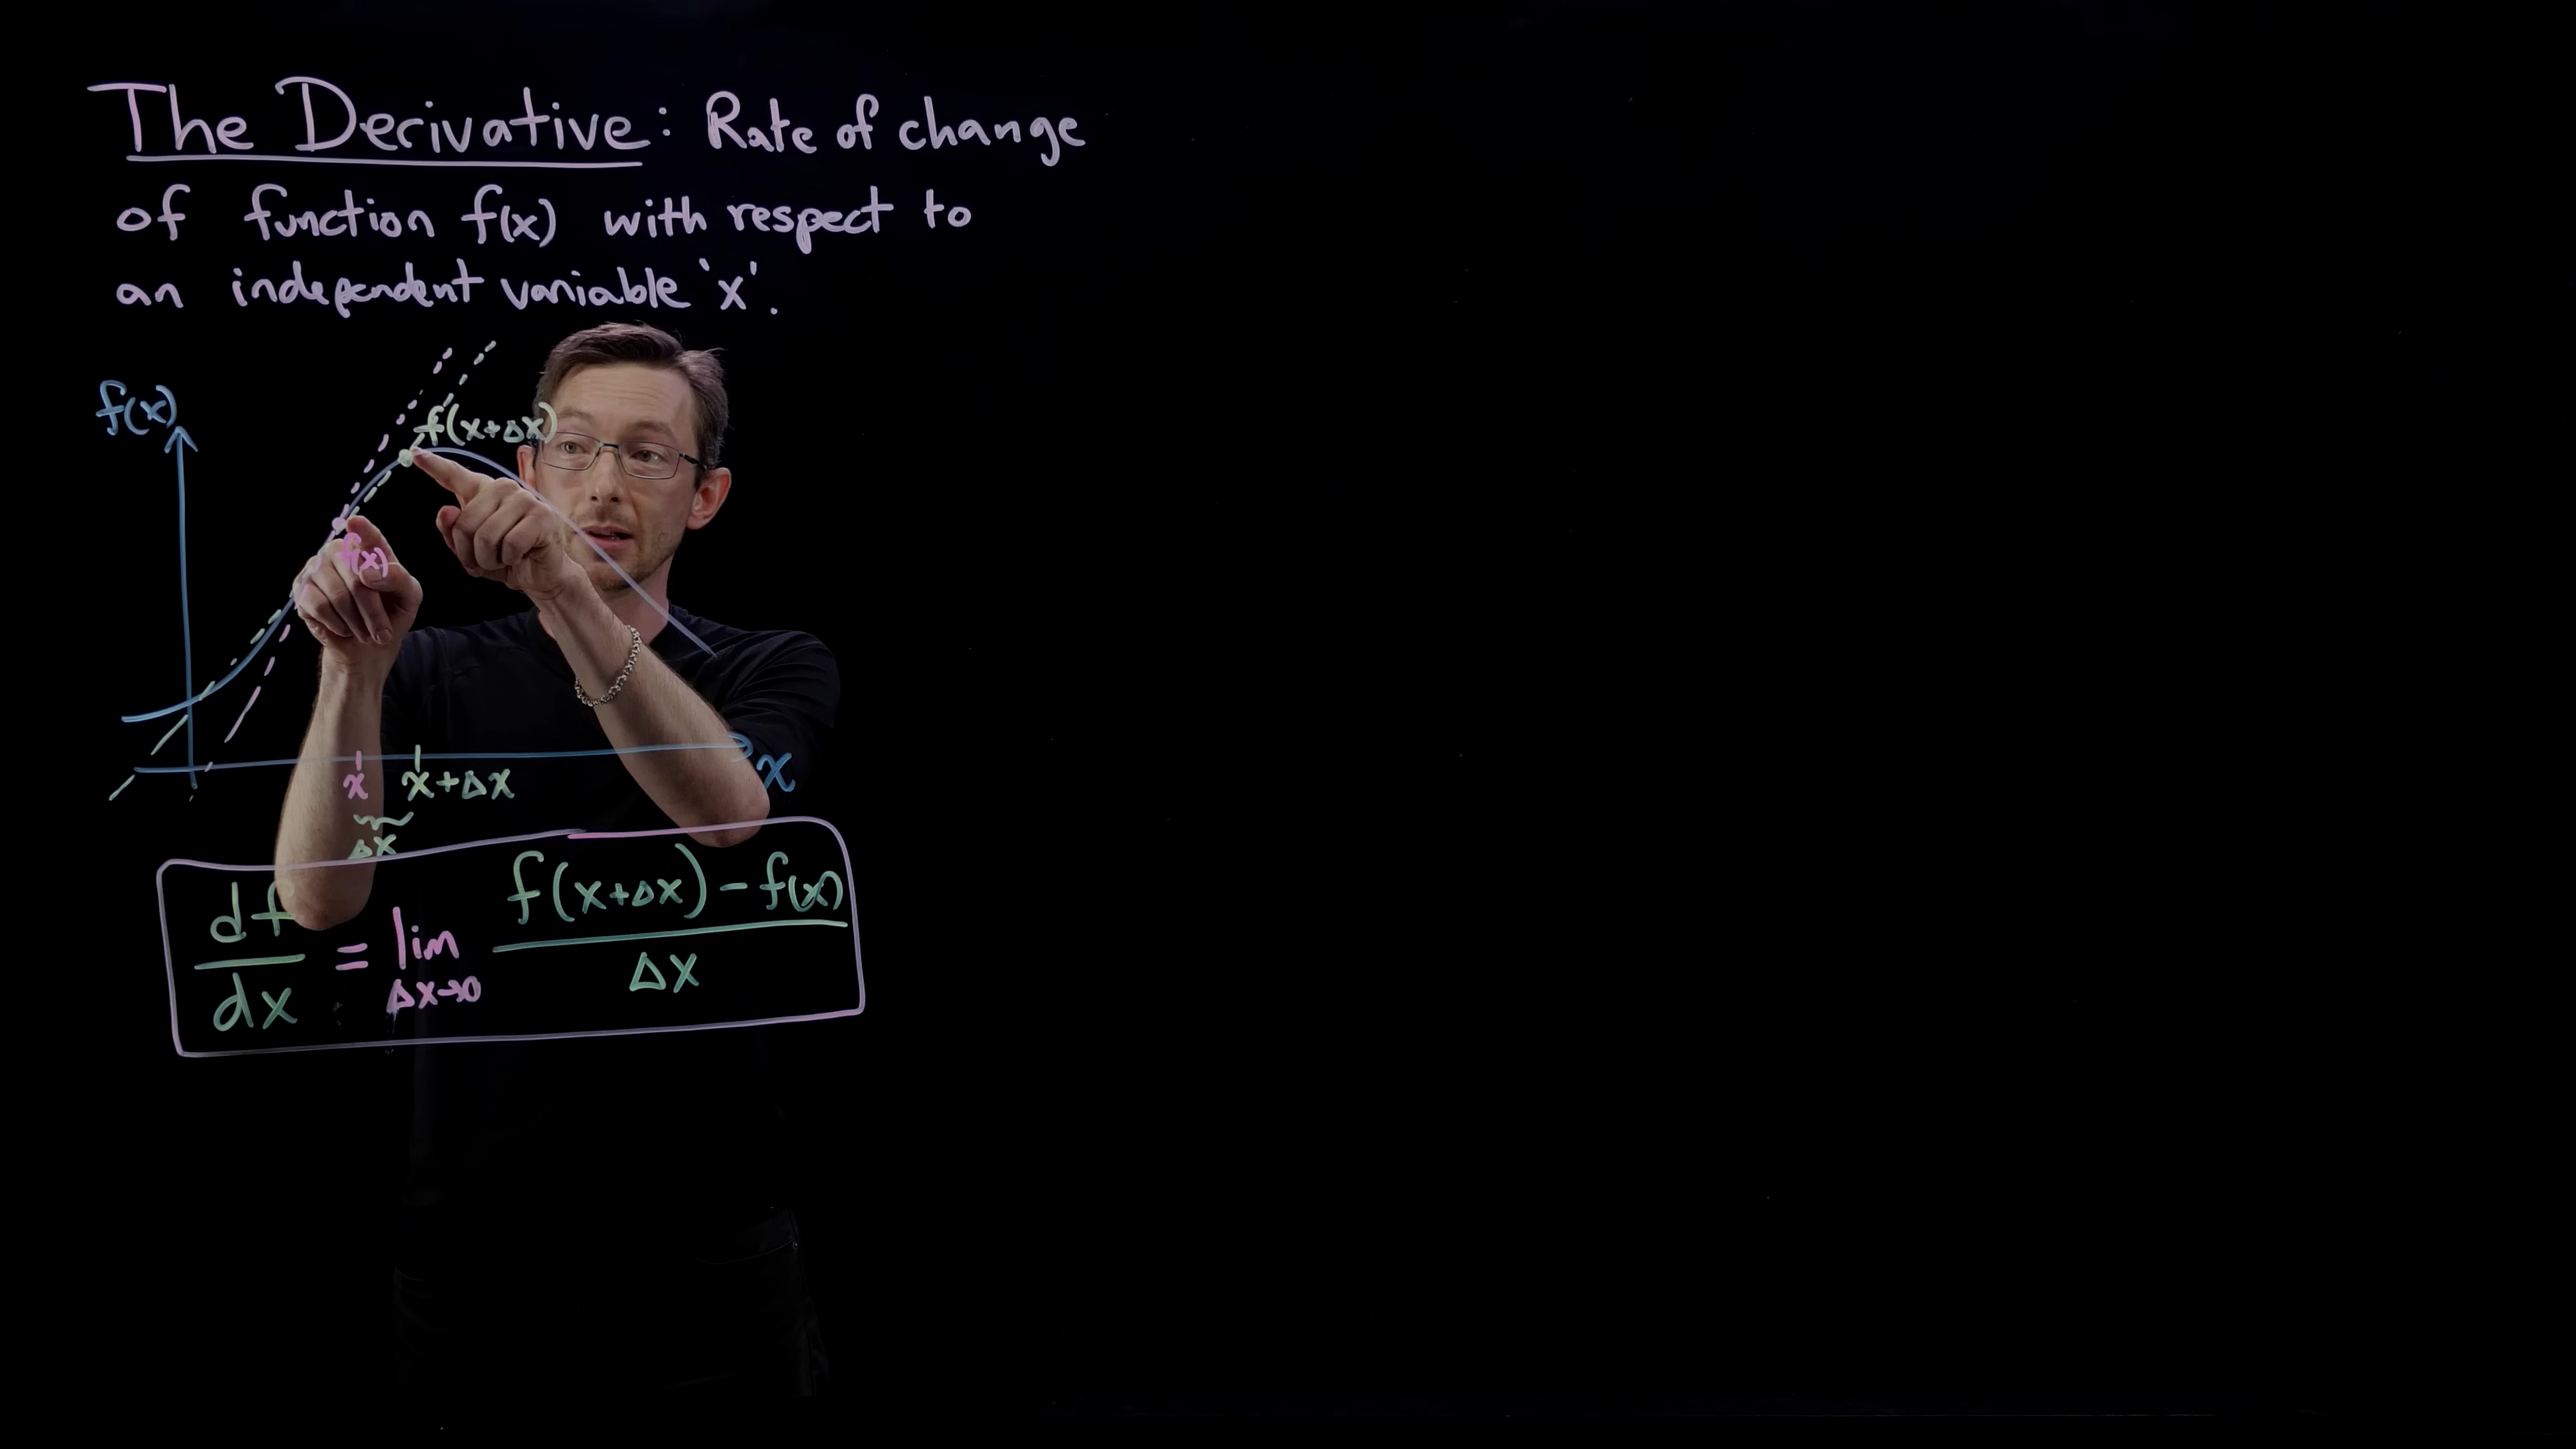 The Derivative: Rate of change
of function f(x) with respect to
an independent variable 'x'.
f(x)
f(x+Δx)
f(x)
x
x
x+Δx
Δx
df/dx = lim Δx→0 (f(x+Δx) - f(x))/Δx